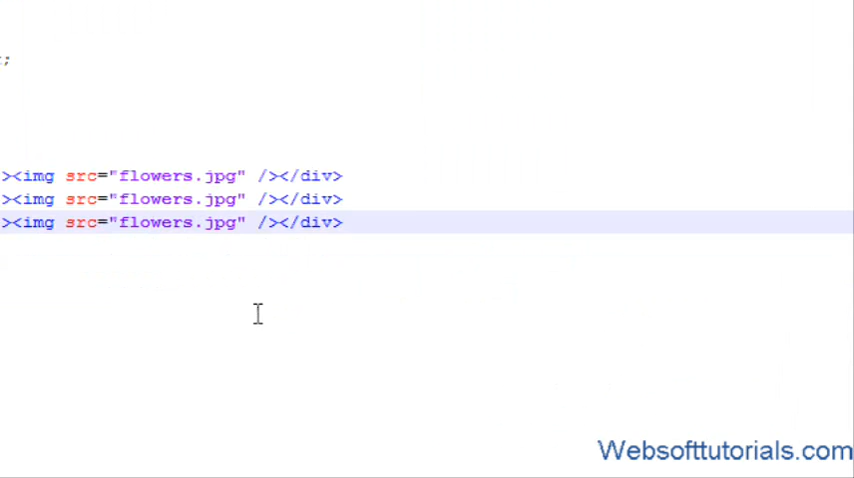 ;
><img src="flowers.jpg" /></div>
><img src="flowers.jpg" /></div>
><img src="flowers.jpg" /></div>
Websofttutorials.com